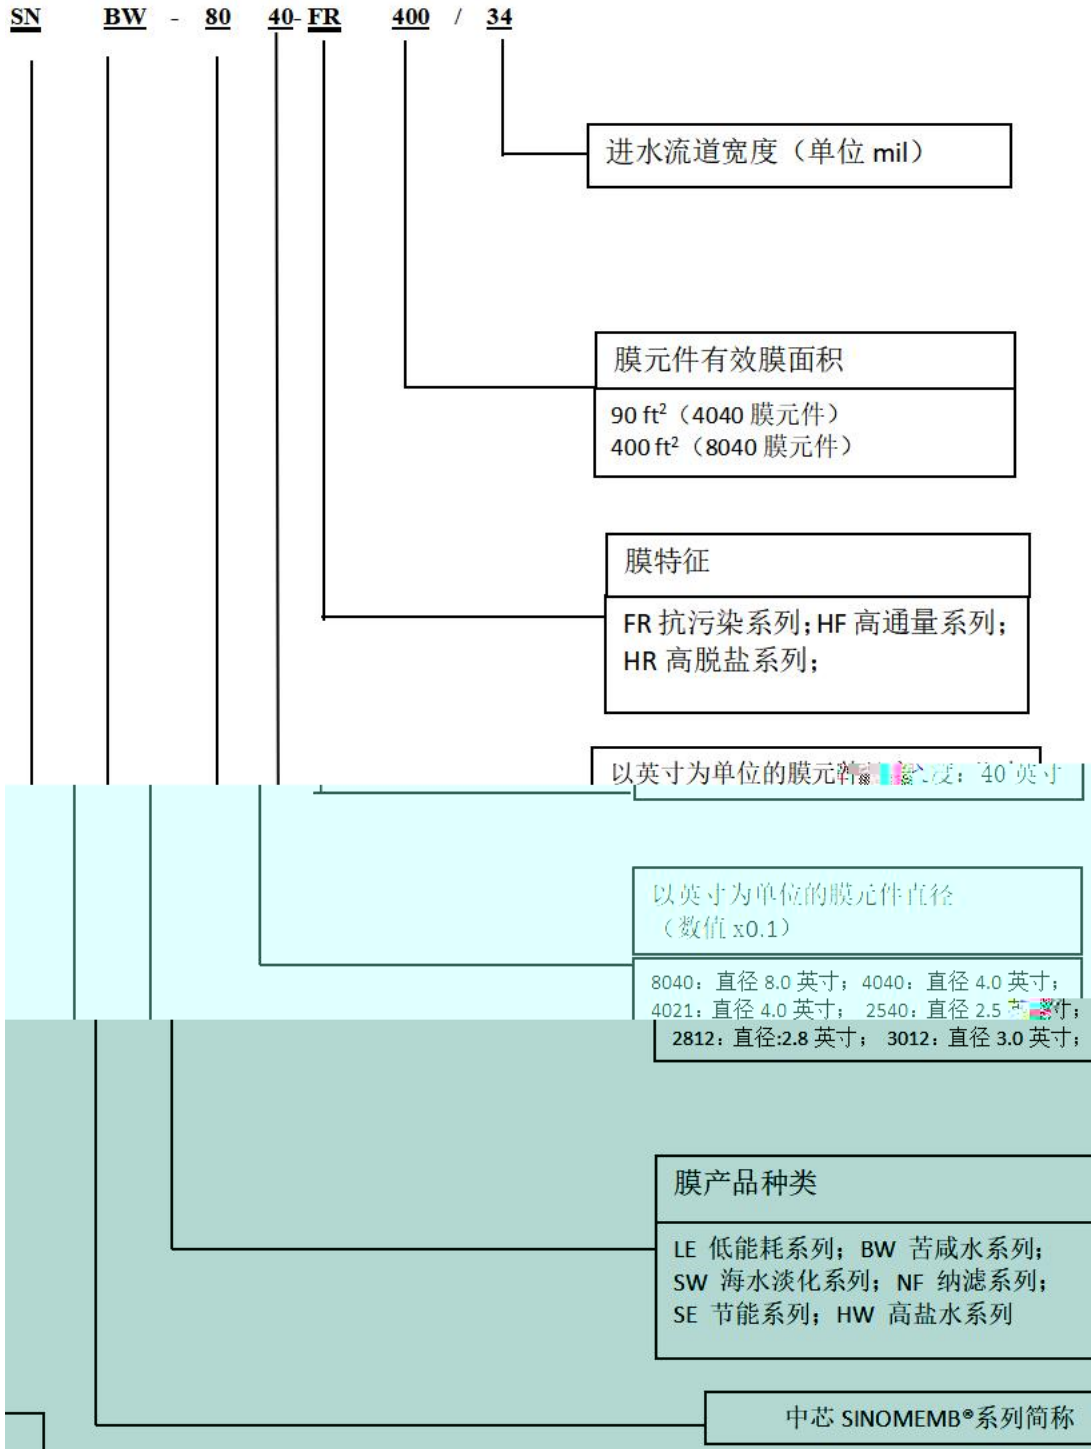 SN BW - 80 40- FR 400 / 34
进水流道宽度（单位 mil）
膜元件有效膜面积
90 ft²（4040 膜元件）
400 ft²（8040 膜元件）
膜特征
FR 抗污染系列；HF 高通量系列；
HR 高脱盐系列；
以英寸为单位的膜元 度：40 英寸
以英寸为单位的膜元件直径
（数值 x0.1）
8040：直径 8.0 英寸； 4040：直径 4.0 英寸；
4021：直径 4.0 英寸； 2540：直径 2.5 寸；
2812：直径:2.8 英寸； 3012：直径 3.0 英寸；
膜产品种类
LE 低能耗系列；BW 苦咸水系列；
SW 海水淡化系列；NF 纳滤系列；
SE 节能系列；HW 高盐水系列
中芯 SINOMEMB®系列简称